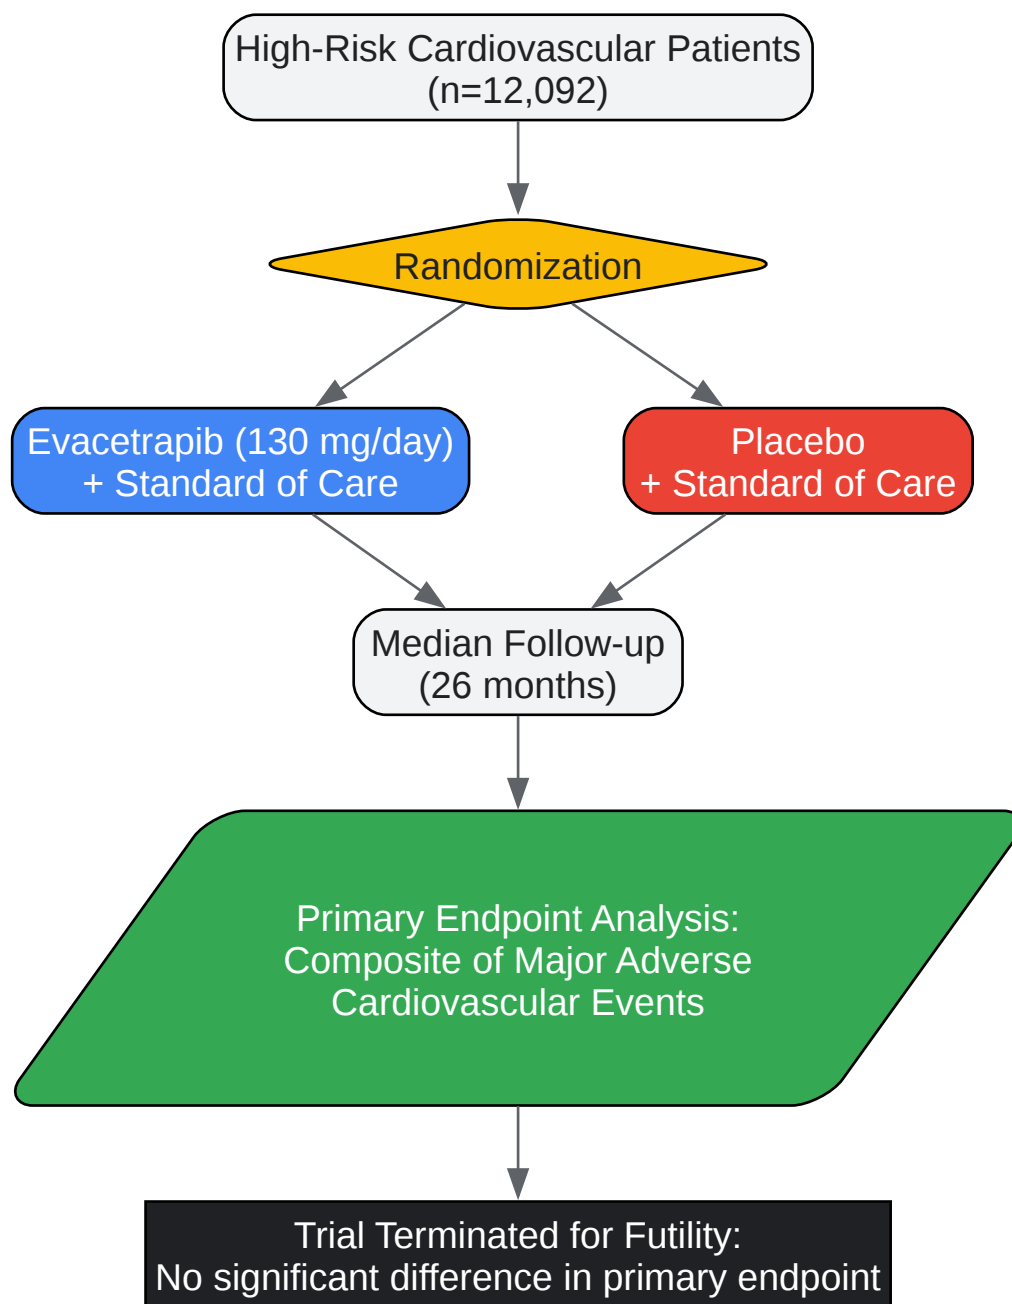 High-Risk Cardiovascular Patients
(n=12,092)
Randomization
Evacetrapib (130 mg/day)
+ Standard of Care
Placebo
+ Standard of Care
Median Follow-up
(26 months)
Primary Endpoint Analysis:
Composite of Major Adverse
Cardiovascular Events
Trial Terminated for Futility:
No significant difference in primary endpoint